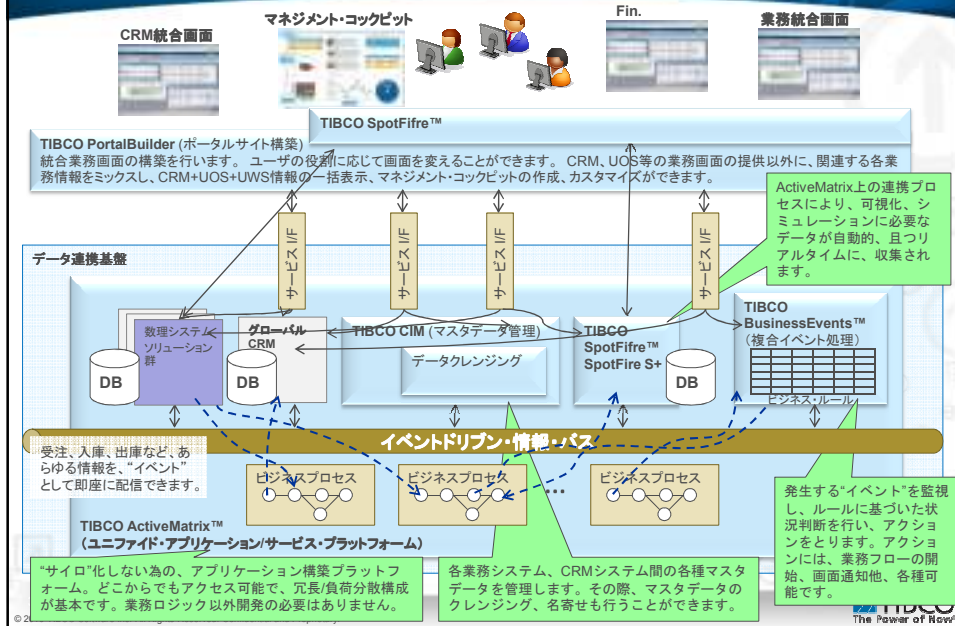 CRM統合画面
マネジメント・コックピット
Fin.
業務統合画面
TIBCO SpotFifre™
TIBCO PortalBuilder (ポータルサイト構築)
統合業務画面の構築を行います。 ユーザの役割に応じて画面を変えることができます。 CRM、UOS等の業務画面の提供以外に、関連する各業
務情報をミックスし、CRM+UOS+UWS情報の一括表示、マネジメント・コックピットの作成、カスタマイズができます。
ActiveMatrix上の連携プロ
セスにより、可視化、シ
ミュレーションに必要な
データが自動的、且つリ
アルタイムに、収集され
ます。
サービス I/F
サービス I/F
サービス I/F
サービス I/F
データ連携基盤
数理システム
ソリューション
群
DB
グローバル
CRM
DB
TIBCO CIM (マスタデータ管理)
データクレンジング
TIBCO
SpotFifre™
SpotFire S+
DB
TIBCO
BusinessEvents™
(複合イベント処理)
ビジネス・ルール
イベントドリブン・情報・バス
受注、入庫、出庫など、あ
らゆる情報を、“イベント”
として即座に配信できます。
ビジネスプロセス
ビジネスプロセス
…
ビジネスプロセス
TIBCO ActiveMatrix™
（ユニファイド・アプリケーション/サービス・プラットフォーム）
発生する“イベント”を監視
し、ルールに基づいた状
況判断を行い、アクショ
ンをとります。アクショ
ンには、業務フローの開
始、画面通知他、各種可
能です。
“サイロ”化しない為の、アプリケーション構築プラットフ
ォーム。どこからでもアクセス可能で、冗長/負荷分散構成
が基本です。業務ロジック以外開発の必要はありません。
各業務システム、CRMシステム間の各種マスタ
データを管理します。その際、マスタデータの
クレンジング、名寄せも行うことができます。
TIBCO
The Power of Now